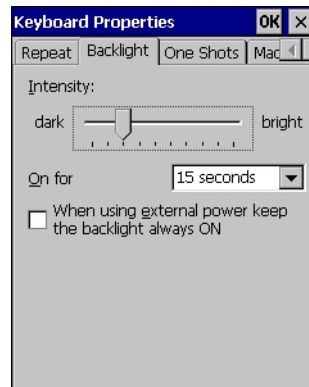 Keyboard Properties OK ×
Repeat Backlight One Shots Mac
Intensity:
dark bright
On for 15 seconds
When using external power keep
the backlight always ON